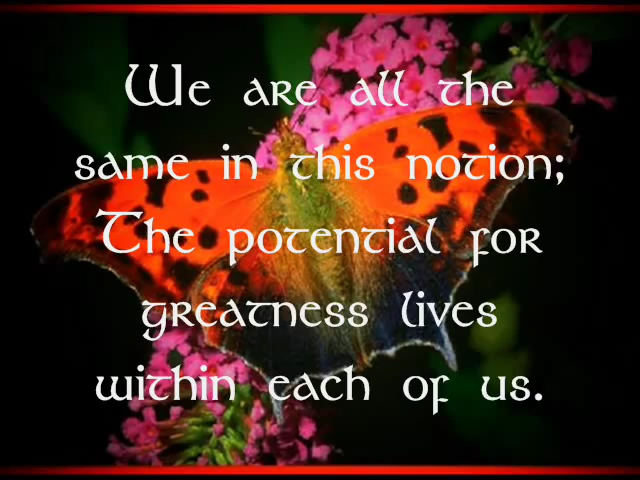 We are all the
same in this notion;
The potential for
greatness lives
within each of us.